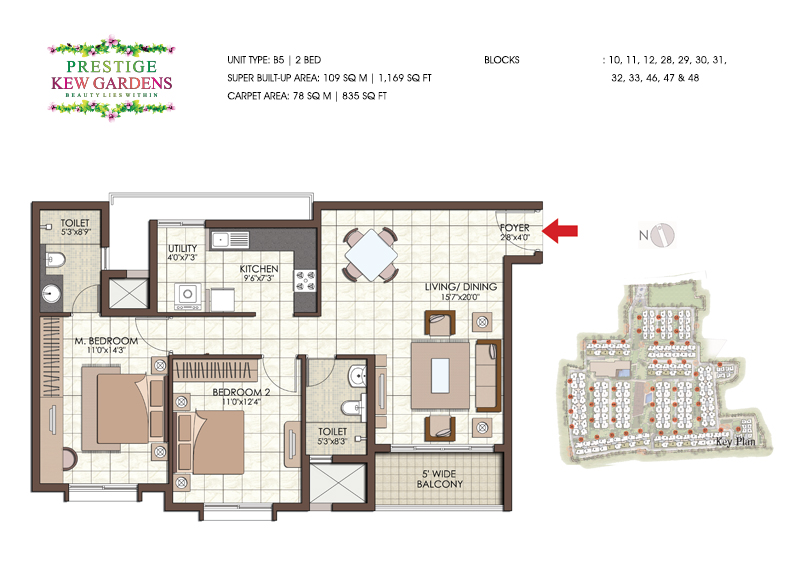 PRESTIGE
KEW GARDENS
BEAUTY LIES WITHIN
UNIT TYPE: B5 | 2 BED
SUPER BUILT-UP AREA: 109 SQ M | 1,169 SQ FT
CARPET AREA: 78 SQ M | 835 SQ FT
BLOCKS : 10, 11, 12, 28, 29, 30, 31,
32, 33, 46, 47 & 48
TOILET
5'3"x8'9"
UTILITY
4'0"x7'3"
KITCHEN
9'6"x7'3"
FOYER
2'8"x4'0"
N
LIVING/ DINING
15'7"x20'0"
M. BEDROOM
11'0"x14'3"
BEDROOM 2
11'0"x12'4"
TOILET
5'3"x8'3"
5' WIDE
BALCONY
Key Plan